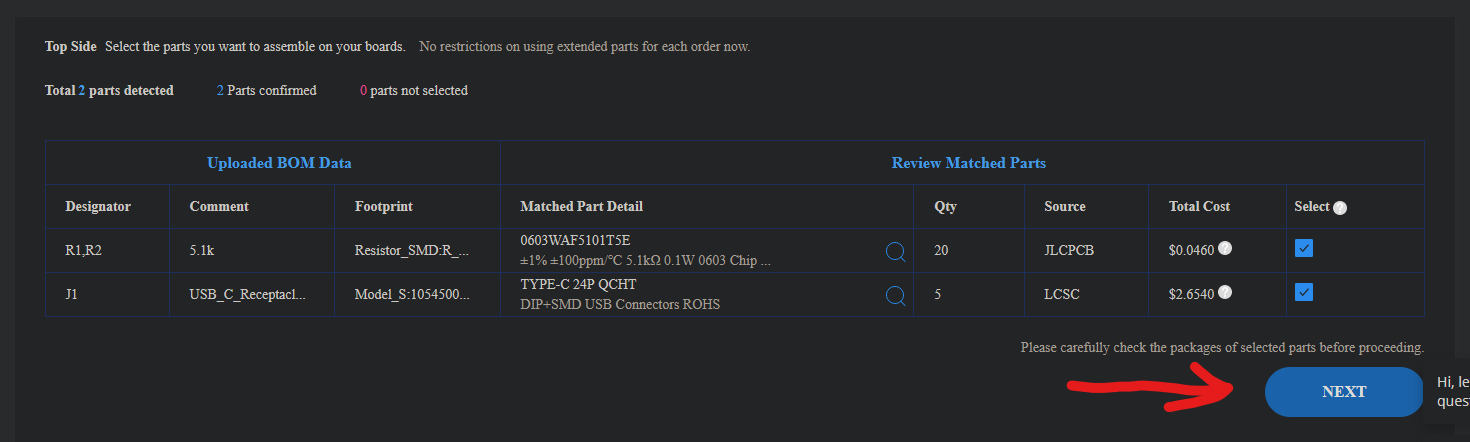 Top Side Select the parts you want to assemble on your boards. No restrictions on using extended parts for each order now.
Total 2 parts detected 2 Parts confirmed 0 parts not selected
Uploaded BOM Data Review Matched Parts
Designator Comment Footprint Matched Part Detail Qty Source Total Cost Select ?
R1,R2 5.1k Resistor_SMD:R_... 0603WAF5101T5E 20 JLCPCB $0.0460 ?
±1% ±100ppm/℃ 5.1kΩ 0.1W 0603 Chip ...
J1 USB_C_Receptacl... Model_S:1054500... TYPE-C 24P QCHT 5 LCSC $2.6540 ?
DIP+SMD USB Connectors ROHS
Please carefully check the packages of selected parts before proceeding.
NEXT
Hi, le
ques